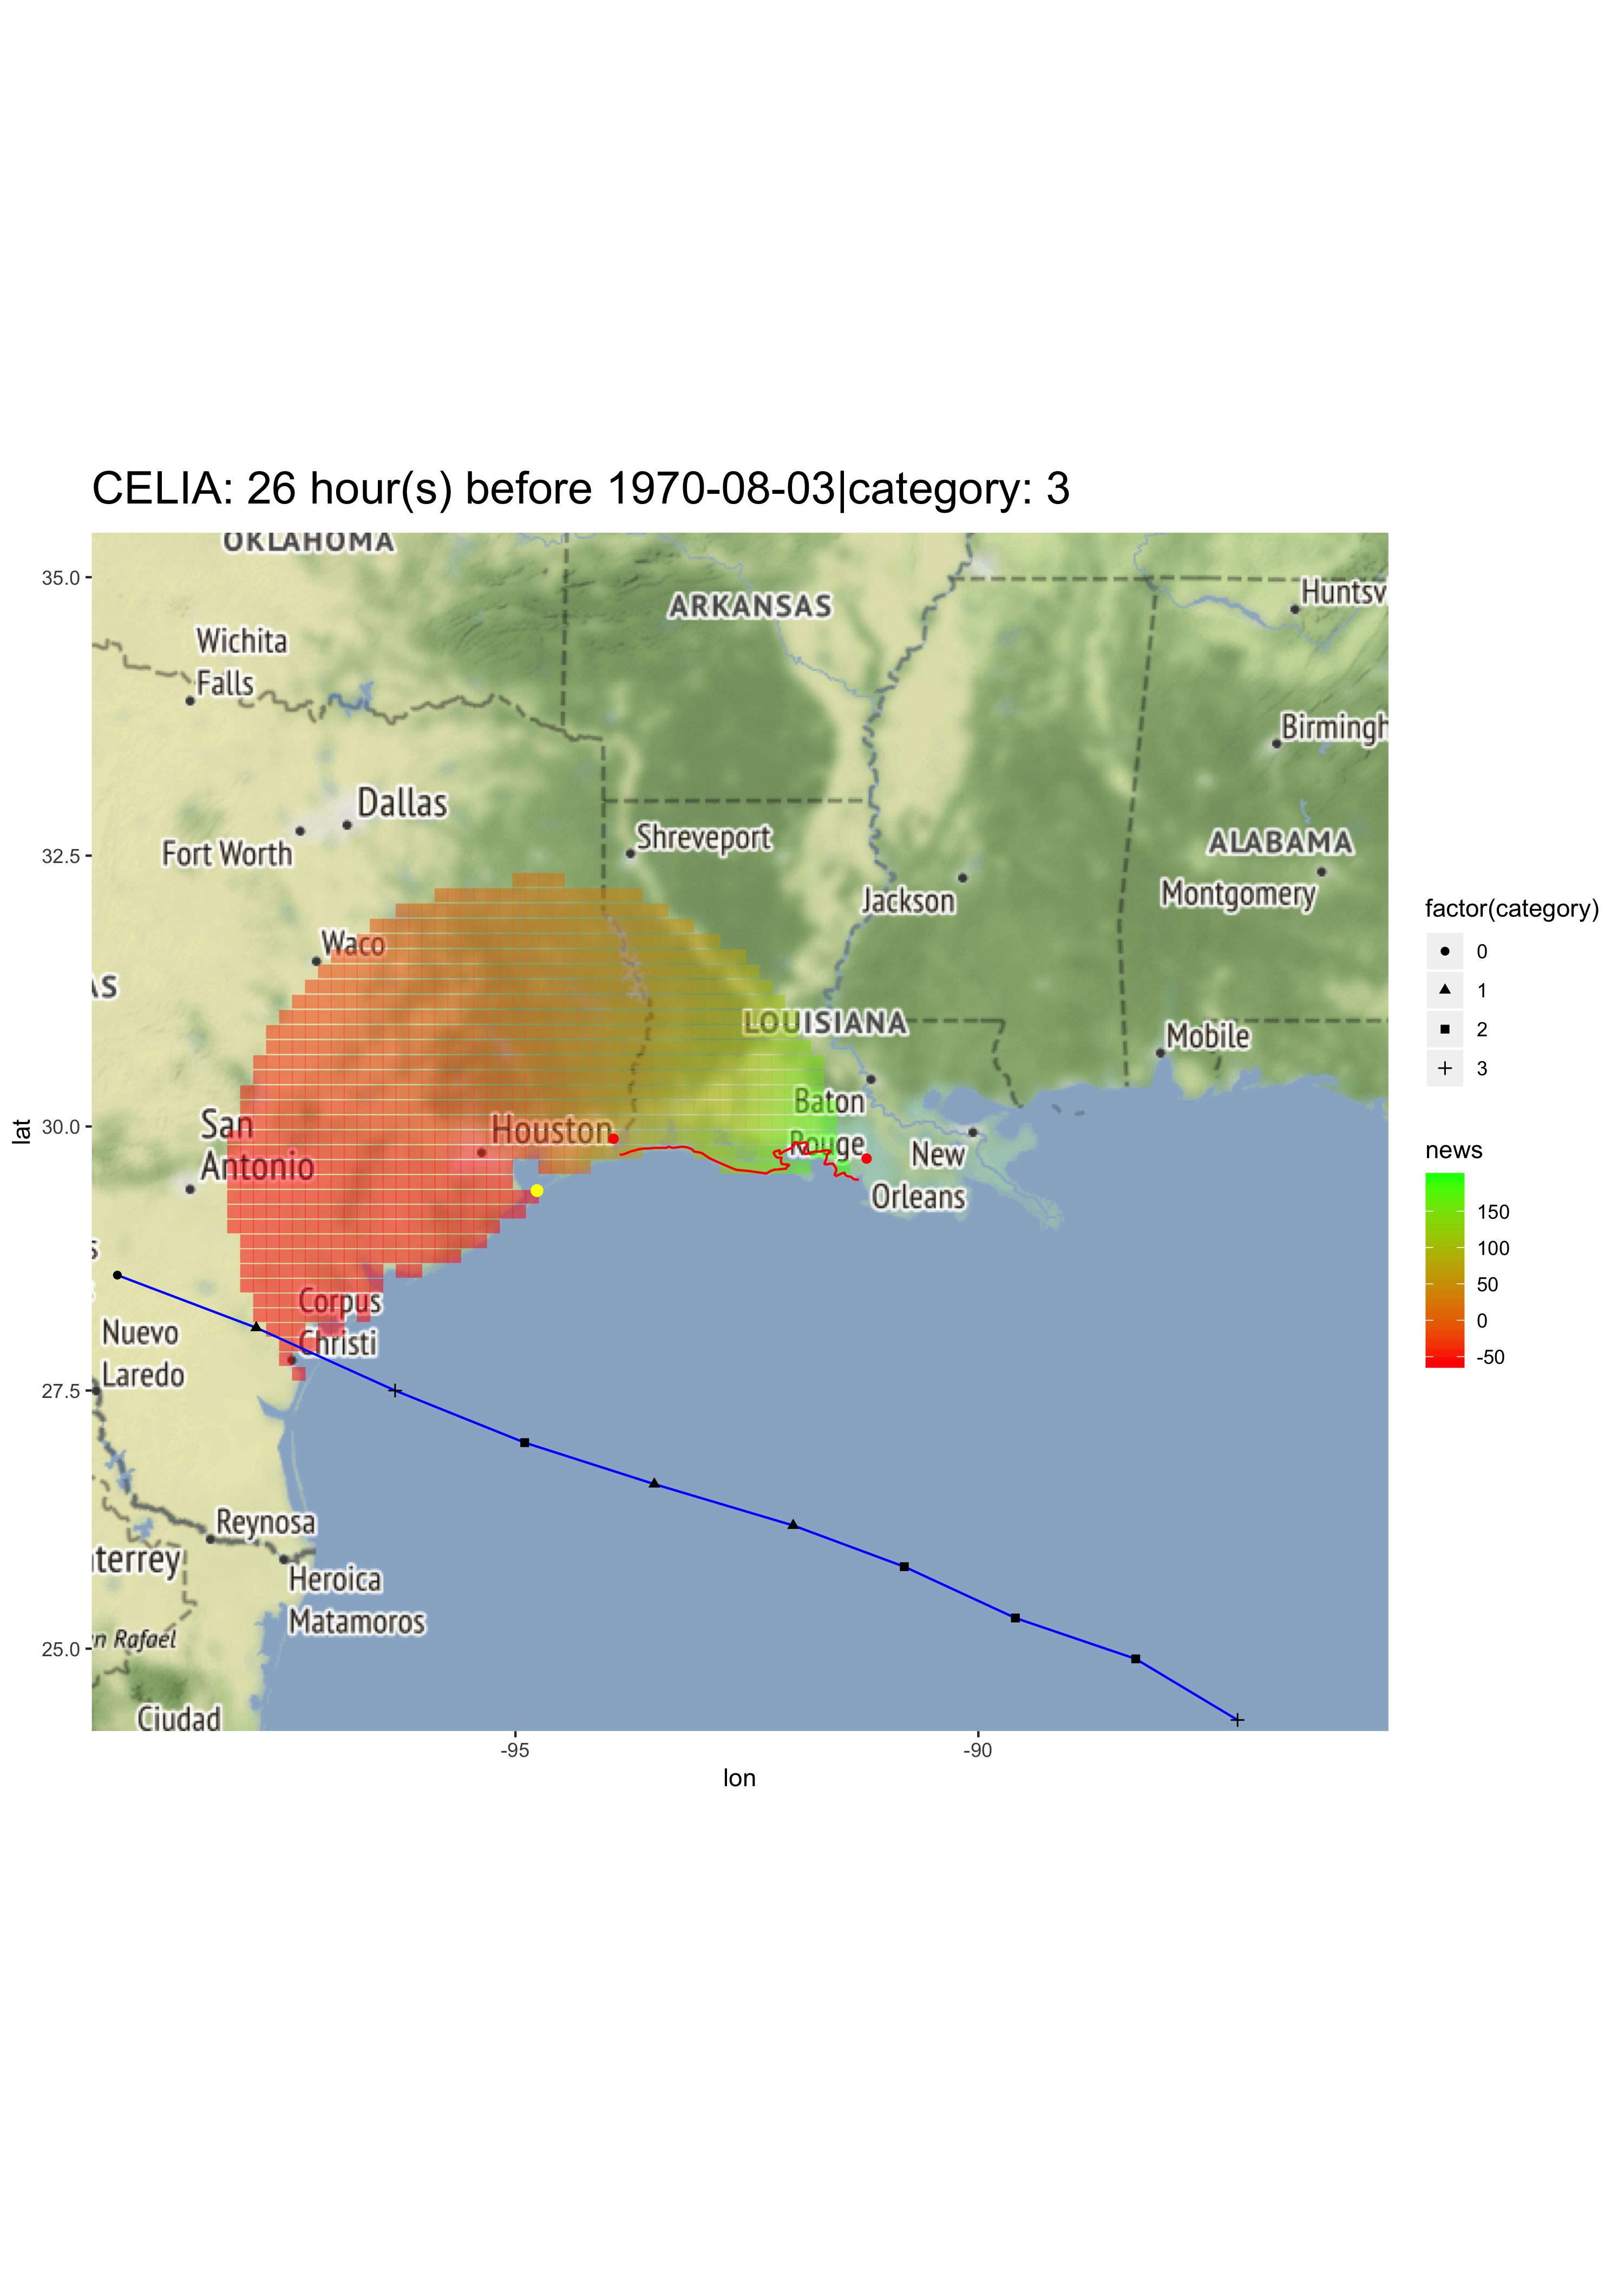 CELIA: 26 hour(s) before 1970-08-03|category: 3
OKLAHOMA
35.0
Huntsv
ARKANSAS
Wichita
Falls
Birmingh
Dallas
Fort Worth
32.5
Shreveport
ALABAMA
Jackson
Montgomery
Waco
AS
LOUISIANA
Mobile
Baton
Rouge
lat
30.0
San
Antonio
Houston
New
Orleans
Corpus
Christi
Nuevo
Laredo
27.5
Reynosa
nterrey
Heroica
Matamoros
n Rafael
25.0
Ciudad
-95
-90
lon
factor(category)
0
1
2
3
news
150
100
50
0
-50